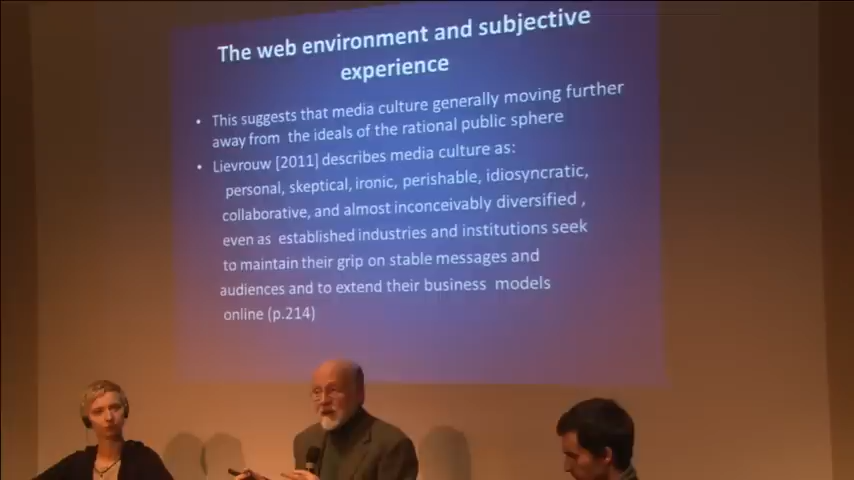 The web environment and subjective
experience
• This suggests that media culture generally moving further
away from the ideals of the rational public sphere
• Lievrouw [2011] describes media culture as:
personal, skeptical, ironic, perishable, idiosyncratic,
collaborative, and almost inconceivably diversified ,
even as established industries and institutions seek
to maintain their grip on stable messages and
audiences and to extend their business models
online (p.214)